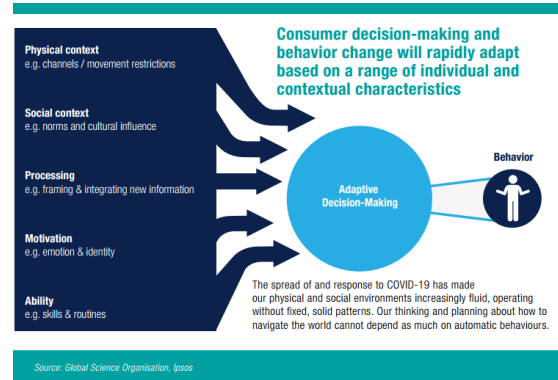 Consumer decision-making and
behavior change will rapidly adapt
based on a range of individual and
contextual characteristics
Physical context
e.g. channels / movement restrictions
Social context
e.g. norms and cultural influence
Processing
e.g. framing & integrating new information
Motivation
e.g. emotion & identity
Ability
e.g. skills & routines
Adaptive
Decision-Making
Behavior
The spread of and response to COVID-19 has made
our physical and social environments increasingly fluid, operating
without fixed, solid patterns. Our thinking and planning about how to
navigate the world cannot depend as much on automatic behaviours.
Source: Global Science Organisation, Ipsos